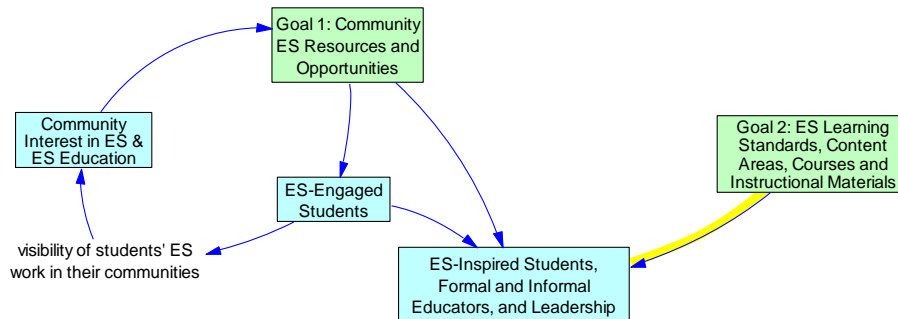 Goal 1: Community
ES Resources and
Opportunities
Community
Interest in ES &
ES Education
Goal 2: ES Learning
Standards, Content
Areas, Courses and
Instructional Materials
ES-Engaged
Students
visibility of students' ES
work in their communities
ES-Inspired Students,
Formal and Informal
Educators, and Leadership